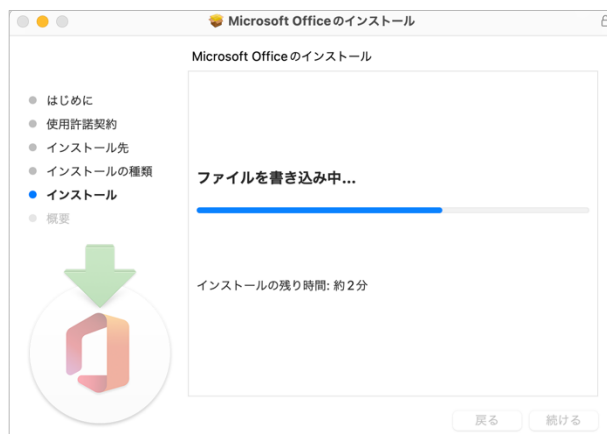 Microsoft Officeのインストール
Microsoft Officeのインストール
はじめに
使用許諾契約
インストール先
インストールの種類
インストール
概要
ファイルを書き込み中...
インストールの残り時間: 約2分
戻る
続ける